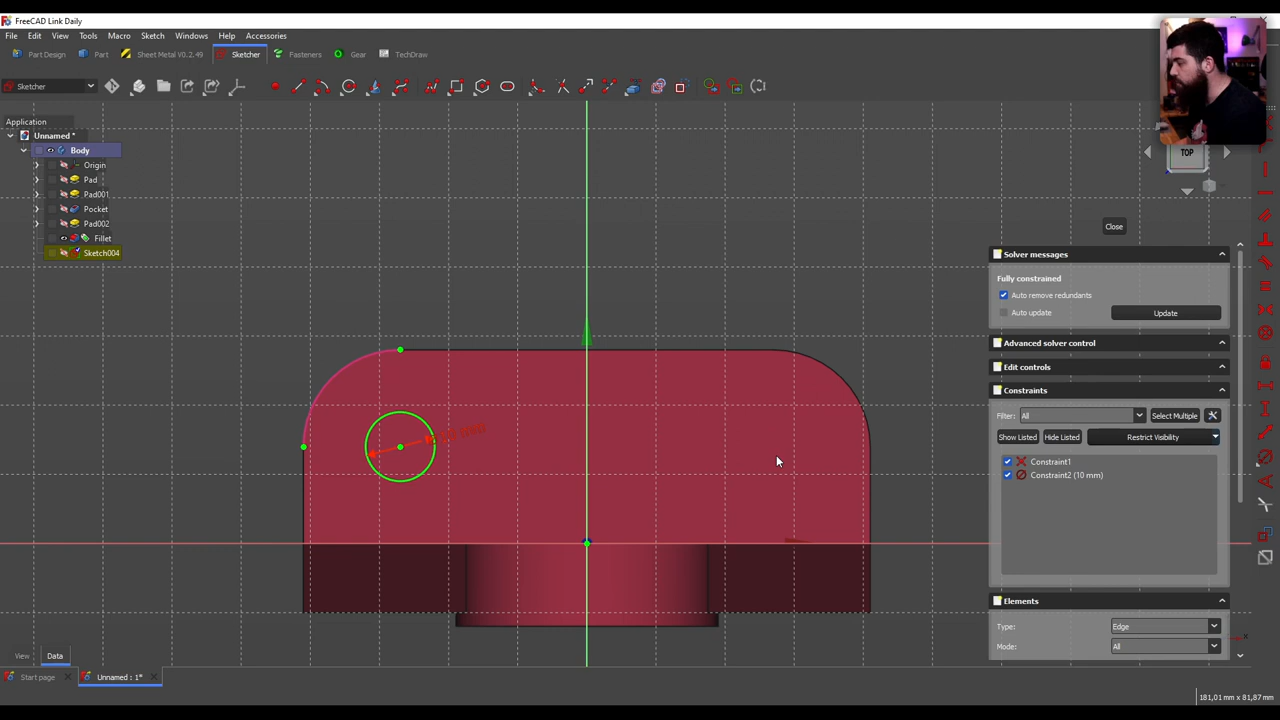 FreeCAD Link Daily
File Edit View Tools Macro Sketch Windows Help Accessories
Part Design Part Sheet Metal V0.2.49 Sketcher Fasteners Gear TechDraw
Sketcher
Application
Unnamed *
Body
Origin
Pad
Pad001
Pocket
Pad002
Fillet
Sketch004
TOP
Close
Solver messages
Fully constrained
Auto remove redundants
Auto update Update
Advanced solver control
Edit controls
Constraints
Filter: All Select Multiple
Show Listed Hide Listed Restrict Visibility
Constraint1
Constraint2 (10 mm)
Elements
Type: Edge
Mode: All
View Data
Start page Unnamed : 1*
181,01 mm x 81,87 mm